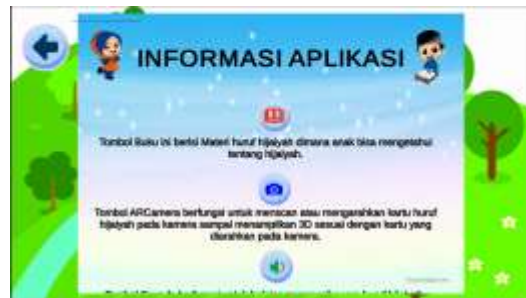 INFORMASI APLIKASI
Tombol Buku ini berisi Materi huruf hijaiyah dimana anak bisa mengetahui
tentang hijaiyah.
Tombol ARCamera berfungsi untuk menscan atau mengarahkan kartu huruf
hijaiyah pada kamera sampai menampilkan 3D sesuai dengan kartu yang
diarahkan pada kamera.